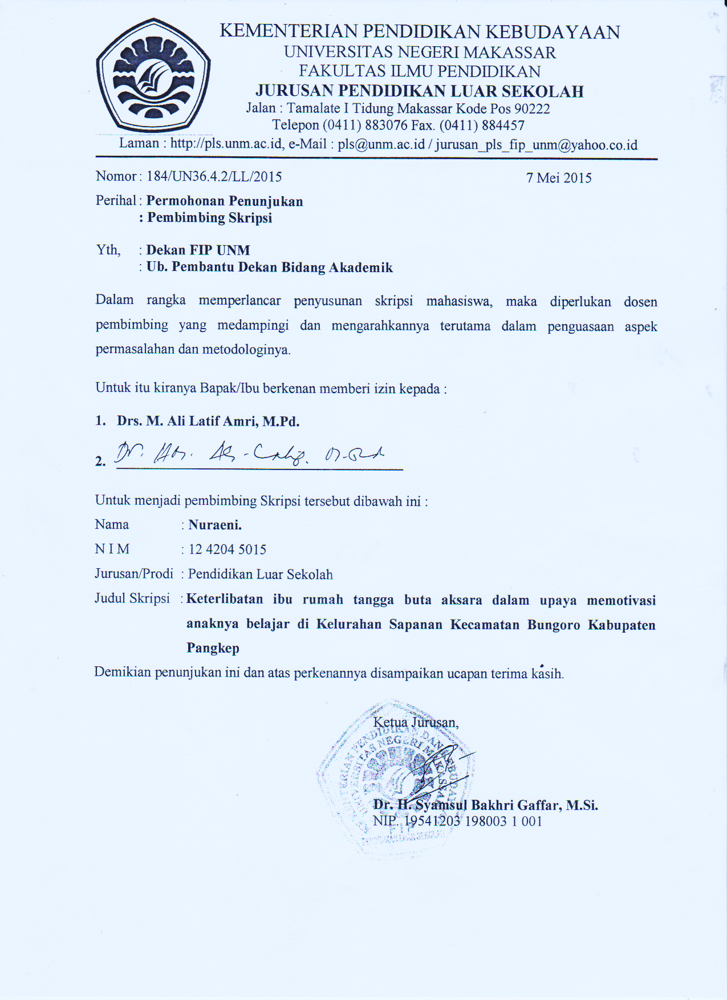 KEMENTERIAN PENDIDIKAN KEBUDAYAAN
UNIVERSITAS NEGERI MAKASSAR
FAKULTAS ILMU PENDIDIKAN
JURUSAN PENDIDIKAN LUAR SEKOLAH
Jalan : Tamalate I Tidung Makassar Kode Pos 90222
Telepon (0411) 883076 Fax. (0411) 884457
Laman : http://pls.unm.ac.id, e-Mail : pls@unm.ac.id / jurusan_pls_fip_unm@yahoo.co.id
Nomor : 184/UN36.4.2/LL/2015 7 Mei 2015
Perihal : Permohonan Penunjukan
: Pembimbing Skripsi
Yth, : Dekan FIP UNM
: Ub. Pembantu Dekan Bidang Akademik
Dalam rangka memperlancar penyusunan skripsi mahasiswa, maka diperlukan dosen
pembimbing yang medampingi dan mengarahkannya terutama dalam penguasaan aspek
permasalahan dan metodologinya.
Untuk itu kiranya Bapak/Ibu berkenan memberi izin kepada :
1. Drs. M. Ali Latif Amri, M.Pd.
2. Dr.
Untuk menjadi pembimbing Skripsi tersebut dibawah ini :
Nama : Nuraeni.
N I M : 12 4204 5015
Jurusan/Prodi : Pendidikan Luar Sekolah
Judul Skripsi : Keterlibatan ibu rumah tangga buta aksara dalam upaya memotivasi
anaknya belajar di Kelurahan Sapanan Kecamatan Bungoro Kabupaten
Pangkep
Demikian penunjukan ini dan atas perkenannya disampaikan ucapan terima kasih.
Ketua Jurusan,
UNIVERSITAS NEGERI MAKASSAR
Dr. H. Syamsul Bakhri Gaffar, M.Si.
NIP. 19541203 198003 1 001
FIP